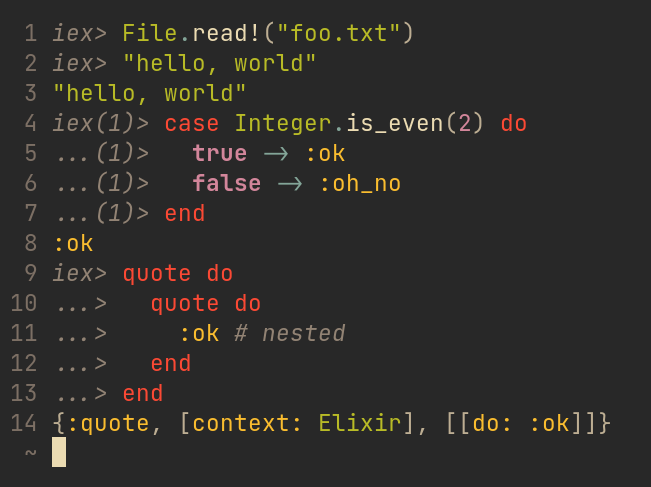 1 iex> File.read!("foo.txt")
2 iex> "hello, world"
3 "hello, world"
4 iex(1)> case Integer.is_even(2) do
5 ...(1)>   true -> :ok
6 ...(1)>   false -> :oh_no
7 ...(1)> end
8 :ok
9 iex> quote do
10 ...>   quote do
11 ...>     :ok # nested
12 ...>   end
13 ...> end
14 {:quote, [context: Elixir], [[do: :ok]]}
~